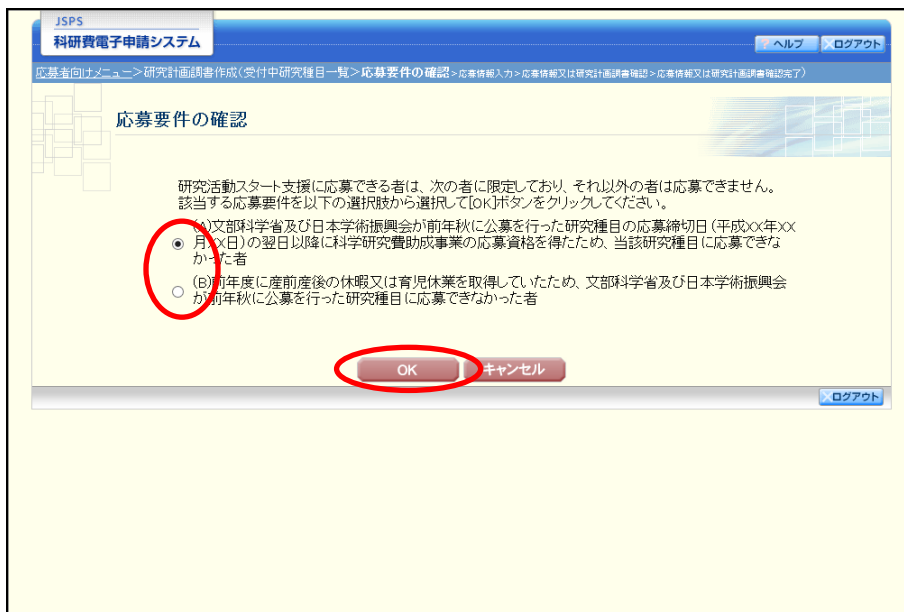 JSPS
科研費電子申請システム
ヘルプ
ログアウト
応募者向けメニュー>研究計画調書作成(受付中研究種目一覧>応募要件の確認>応募情報入力>応募情報又は研究計画調書確認>応募情報又は研究計画調書確認完了)
応募要件の確認
研究活動スタート支援に応募できる者は、次の者に限定しており、それ以外の者は応募できません。
該当する応募要件を以下の選択肢から選択して[OK]ボタンをクリックしてください。
(A)文部科学省及び日本学術振興会が前年秋に公募を行った研究種目の応募締切日(平成XX年XX
月XX日)の翌日以降に科学研究費助成事業の応募資格を得たため、当該研究種目に応募できな
かった者
(B)前年度に産前産後の休暇又は育児休業を取得していたため、文部科学省及び日本学術振興会
が前年秋に公募を行った研究種目に応募できなかった者
OK
キャンセル
ログアウト